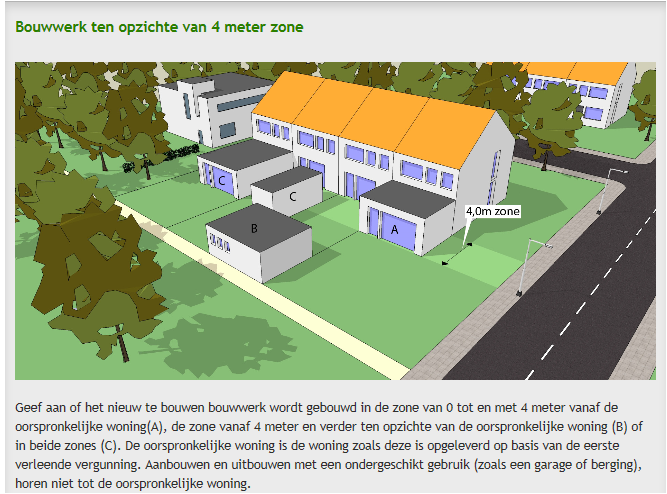 Bouwwerk ten opzichte van 4 meter zone
C
C
B
A
4,0m zone
Geef aan of het nieuw te bouwen bouwwerk wordt gebouwd in de zone van 0 tot en met 4 meter vanaf de
oorspronkelijke woning(A), de zone vanaf 4 meter en verder ten opzichte van de oorspronkelijke woning (B) of
in beide zones (C). De oorspronkelijke woning is de woning zoals deze is opgeleverd op basis van de eerste
verleende vergunning. Aanbouwen en uitbouwen met een ondergeschikt gebruik (zoals een garage of berging),
horen niet tot de oorspronkelijke woning.